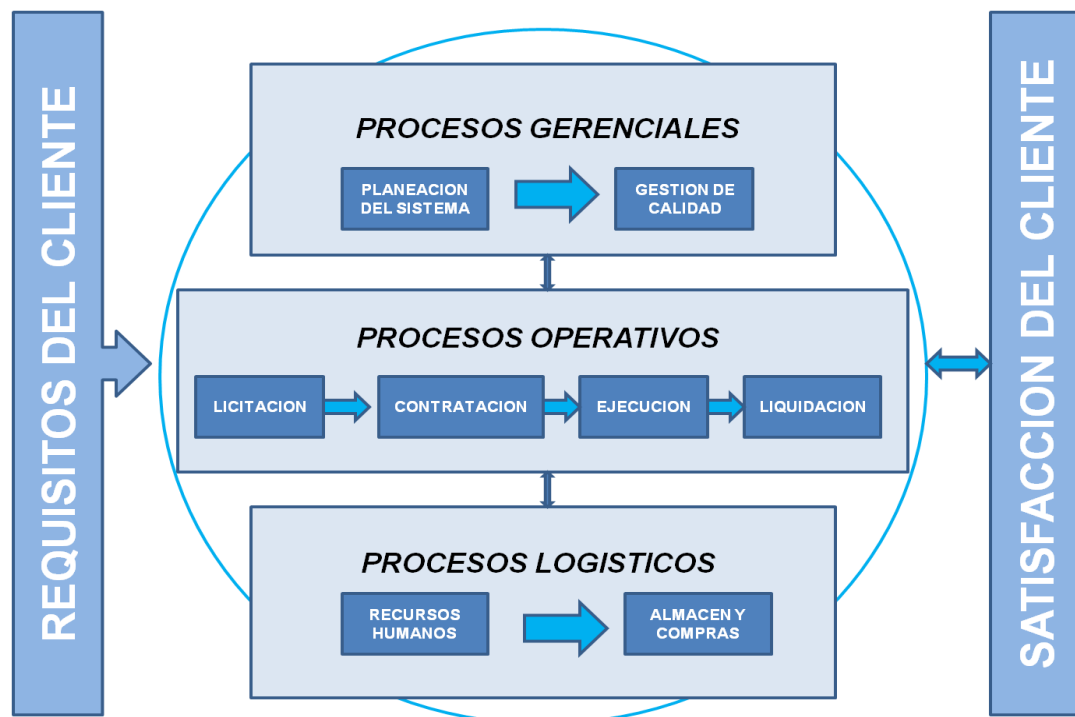 REQUISITOS DEL CLIENTE
PROCESOS GERENCIALES
PLANEACION
DEL SISTEMA
GESTION DE
CALIDAD
PROCESOS OPERATIVOS
LICITACION
CONTRATACION
EJECUCION
LIQUIDACION
PROCESOS LOGISTICOS
RECURSOS
HUMANOS
ALMACEN Y
COMPRAS
SATISFACCION DEL CLIENTE